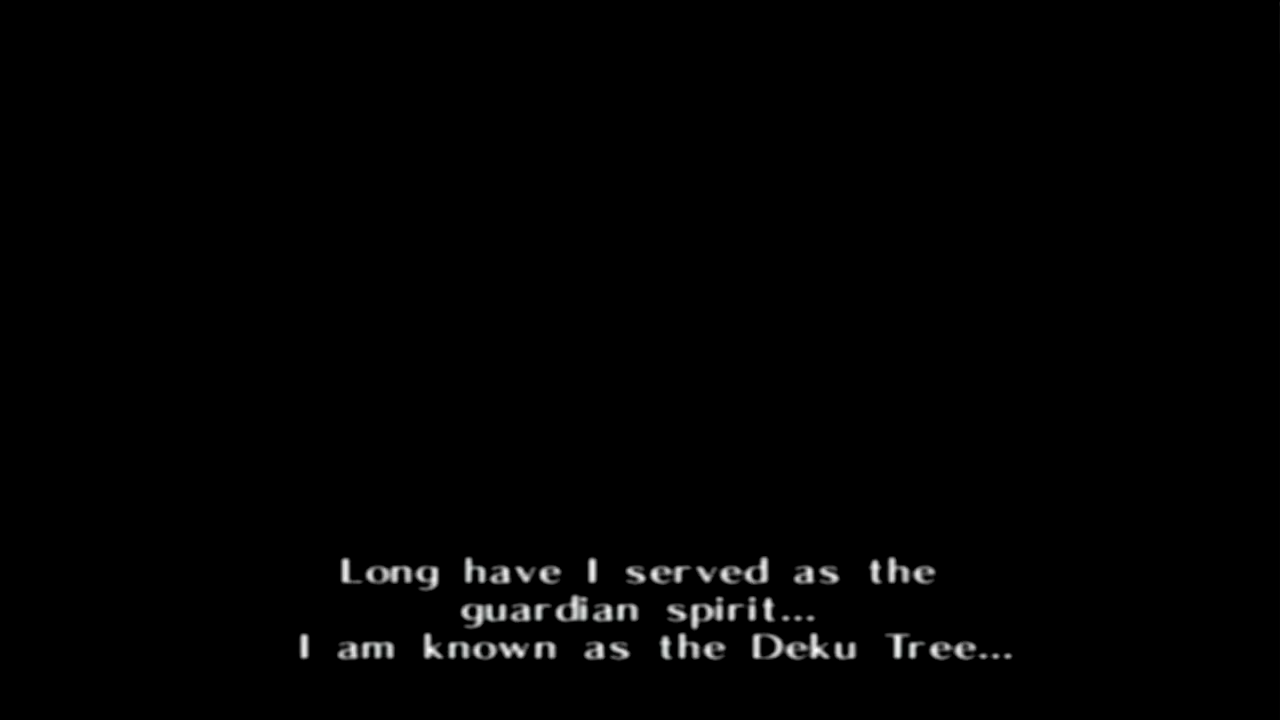 Long have I served as the
guardian spirit...
I am known as the Deku Tree...